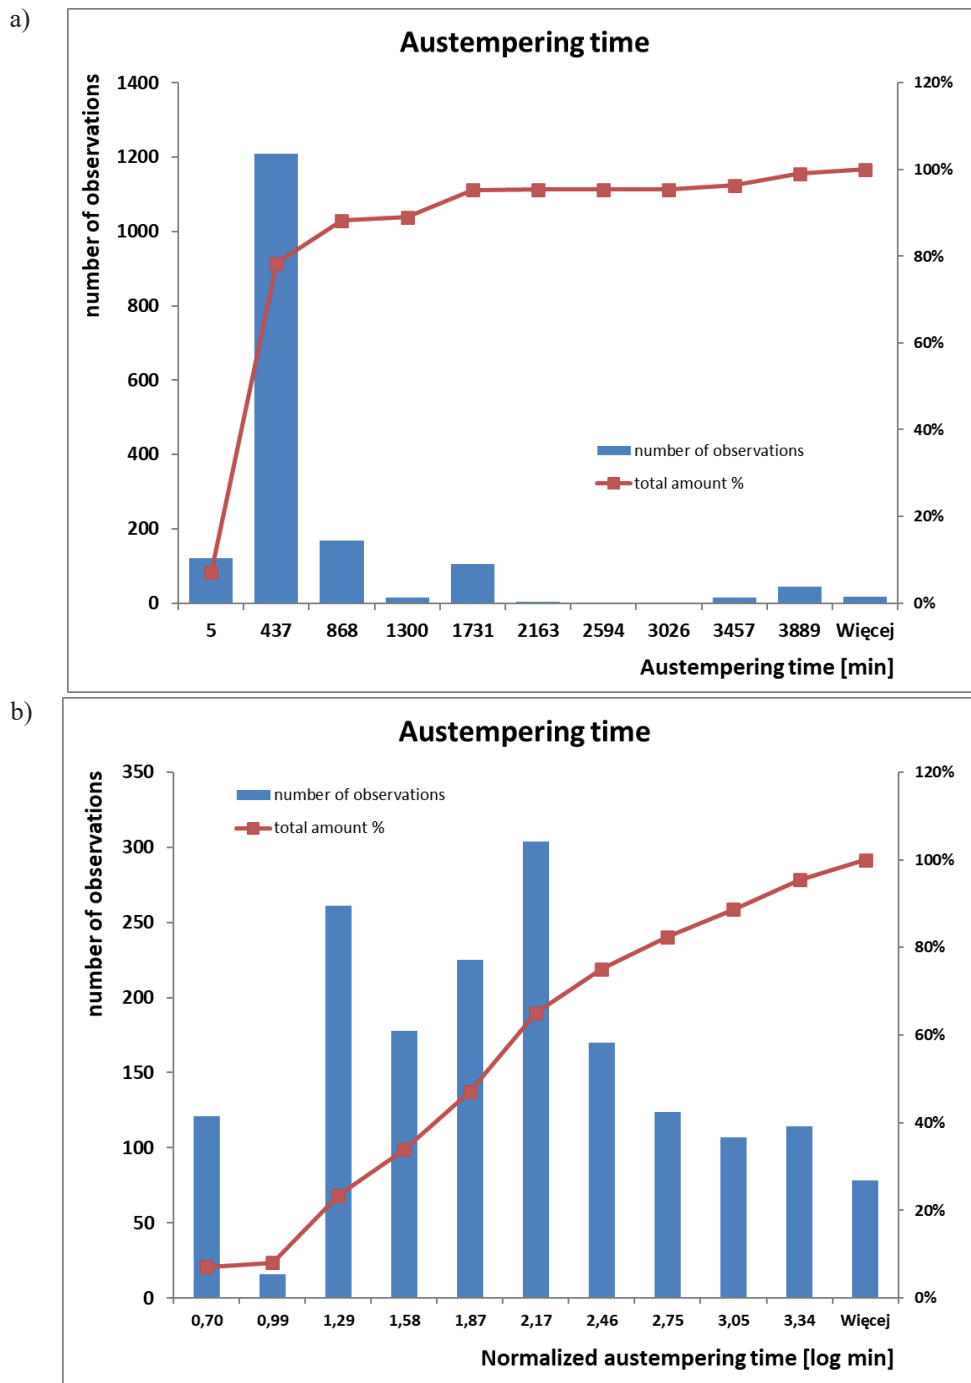 a)
Austempering time
number of observations
1400
1200
1000
800
600
400
200
0
120%
100%
80%
60%
40%
20%
0%
number of observations
total amount %
5 437 868 1300 1731 2163 2594 3026 3457 3889 Więcej
Austempering time [min]
b)
Austempering time
number of observations
350
300
250
200
150
100
50
0
120%
100%
80%
60%
40%
20%
0%
number of observations
total amount %
0,70 0,99 1,29 1,58 1,87 2,17 2,46 2,75 3,05 3,34 Więcej
Normalized austempering time [log min]